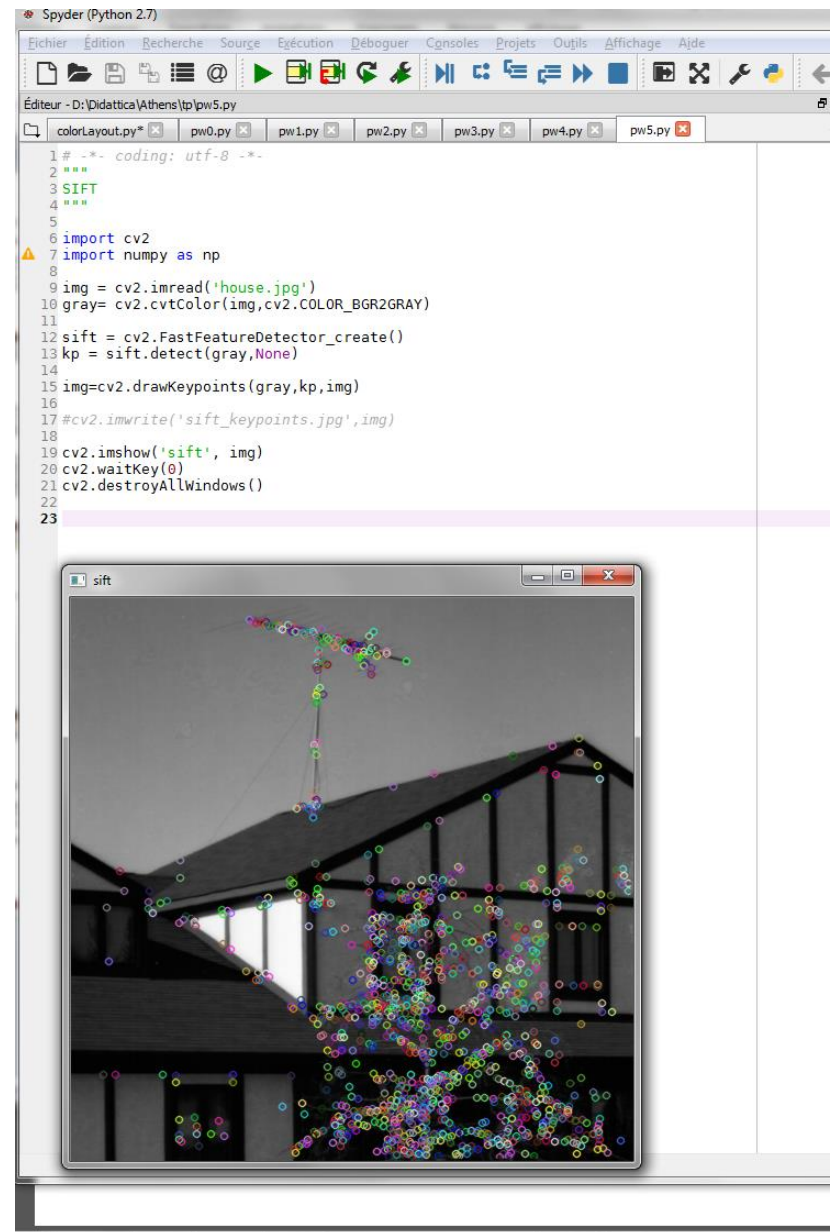 Spyder (Python 2.7)
Fichier Édition Recherche Source Exécution Déboguer Consoles Projets Outils Affichage Aide
Éditeur - D:\Didattica\Athens\tp\pw5.py
colorLayout.py* pw0.py pw1.py pw2.py pw3.py pw4.py pw5.py
1 # -*- coding: utf-8 -*-
2 """
3 SIFT
4 """
5
6 import cv2
7 import numpy as np
8
9 img = cv2.imread('house.jpg')
10 gray= cv2.cvtColor(img,cv2.COLOR_BGR2GRAY)
11
12 sift = cv2.FastFeatureDetector_create()
13 kp = sift.detect(gray,None)
14
15 img=cv2.drawKeypoints(gray,kp,img)
16
17 #cv2.imwrite('sift_keypoints.jpg',img)
18
19 cv2.imshow('sift', img)
20 cv2.waitKey(0)
21 cv2.destroyAllWindows()
22
23
sift